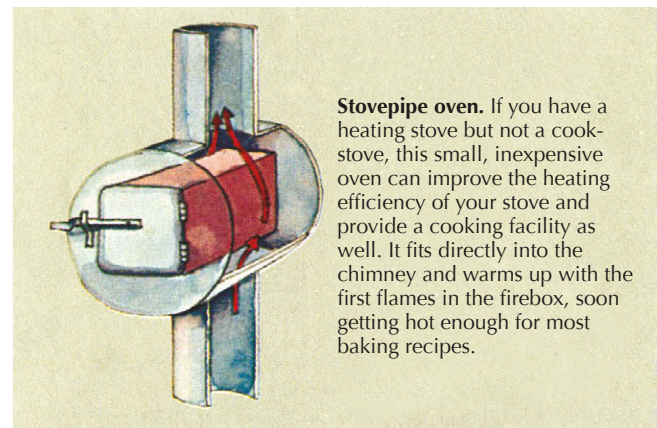 Stovepipe oven. If you have a
heating stove but not a cook-
stove, this small, inexpensive
oven can improve the heating
efficiency of your stove and
provide a cooking facility as
well. It fits directly into the
chimney and warms up with the
first flames in the firebox, soon
getting hot enough for most
baking recipes.